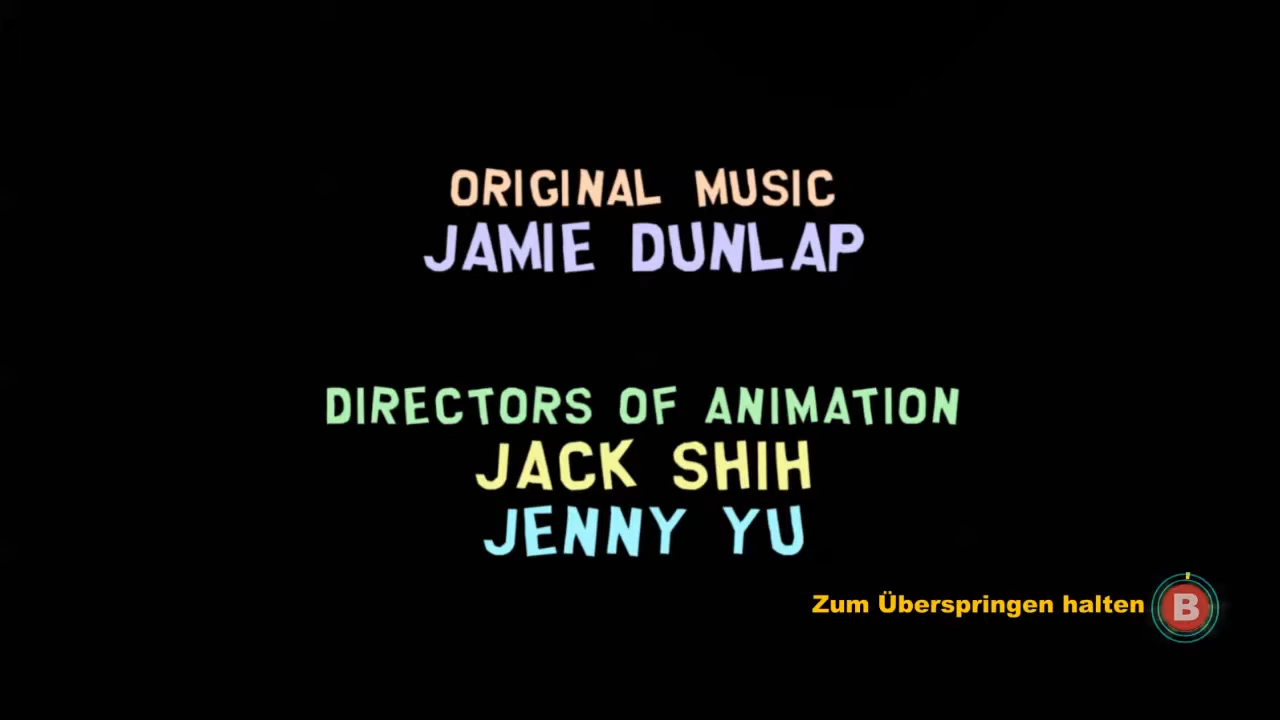 ORIGINAL MUSIC
JAMIE DUNLAP
DIRECTORS OF ANIMATION
JACK SHIH
JENNY YU
Zum Überspringen halten B